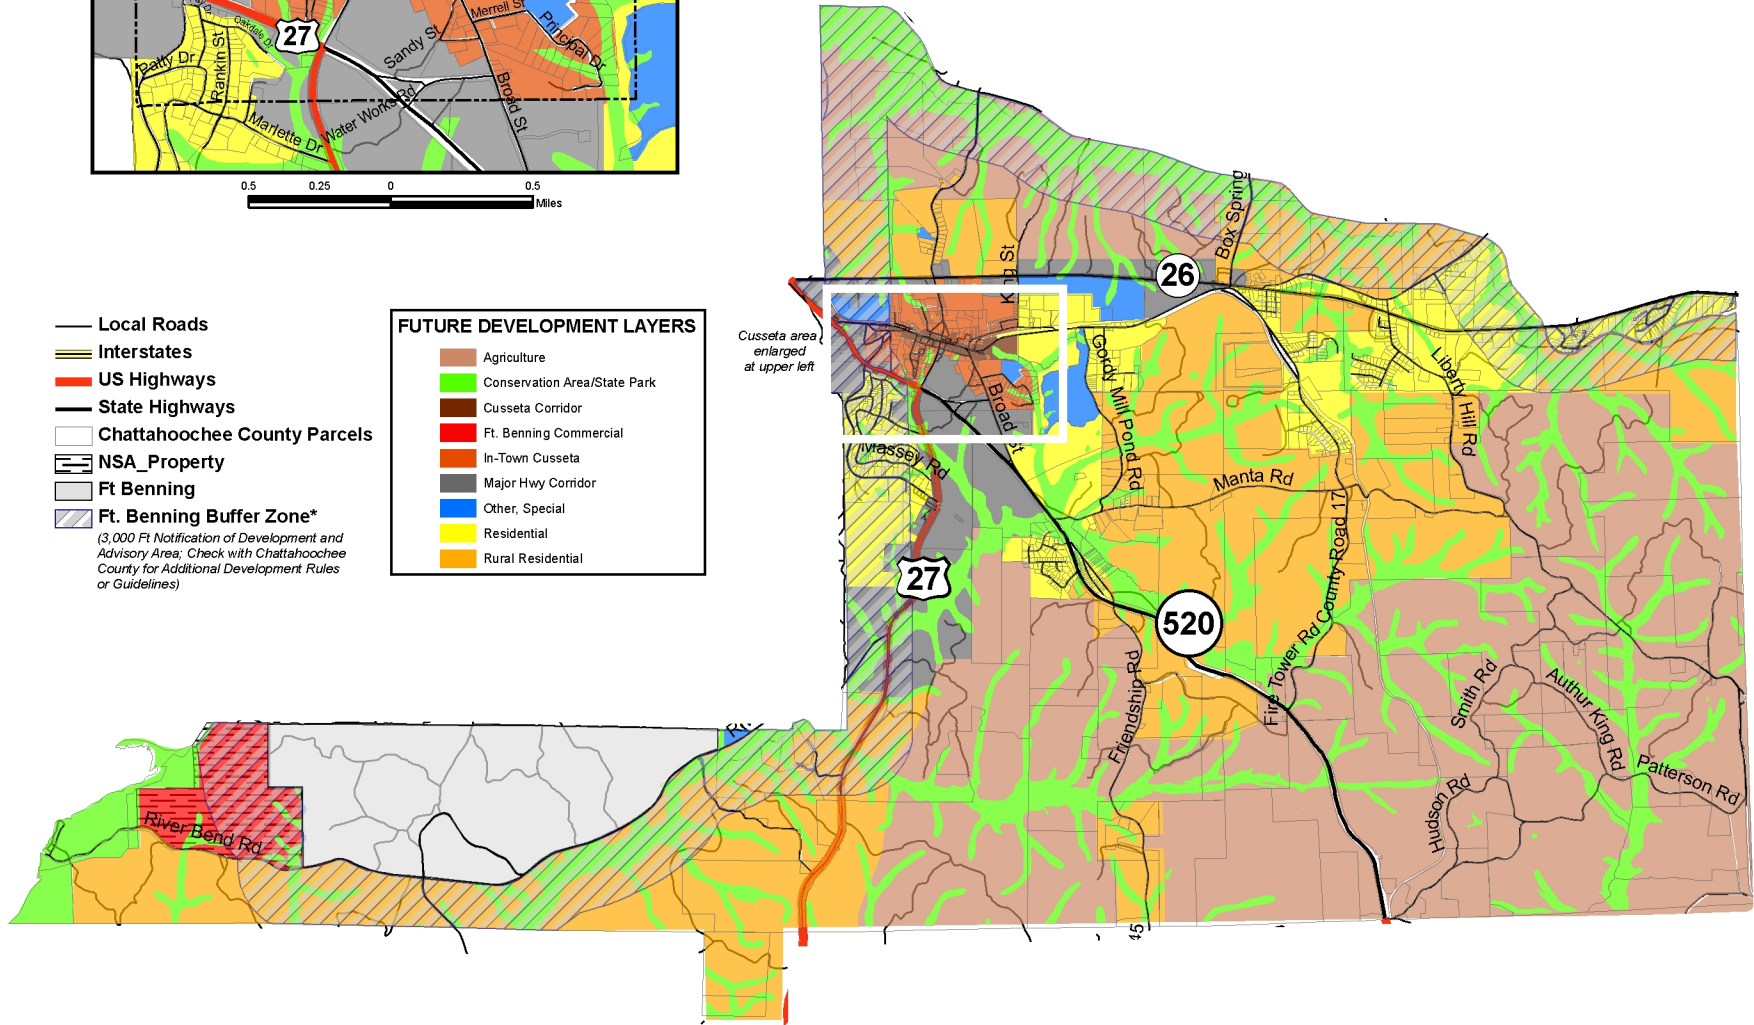 Merrell St
Principal Dr
Oakdale Dr
27
Sandy St
Patty Dr
Rankin St
Broad St
Water Works Rd
Marlette Dr
0.5 0.25 0 0.5
Miles
Box Spring
26
King St
Cusseta area
enlarged
at upper left
Local Roads
Interstates
US Highways
State Highways
Chattahoochee County Parcels
NSA_Property
Ft Benning
Ft. Benning Buffer Zone*
(3,000 Ft Notification of Development and
Advisory Area; Check with Chattahoochee
County for Additional Development Rules
or Guidelines)
FUTURE DEVELOPMENT LAYERS
Agriculture
Conservation Area/State Park
Cusseta Corridor
Ft. Benning Commercial
In-Town Cusseta
Major Hwy Corridor
Other, Special
Residential
Rural Residential
Gordy Mill Pond Rd
Liberty Hill Rd
Broad St
Massey Rd
Manta Rd
27
520
Fire Tower Rd County Road 17
Friendship Rd
Smith Rd
Authur King Rd
Patterson Rd
Hudson Rd
River Bend Rd
45